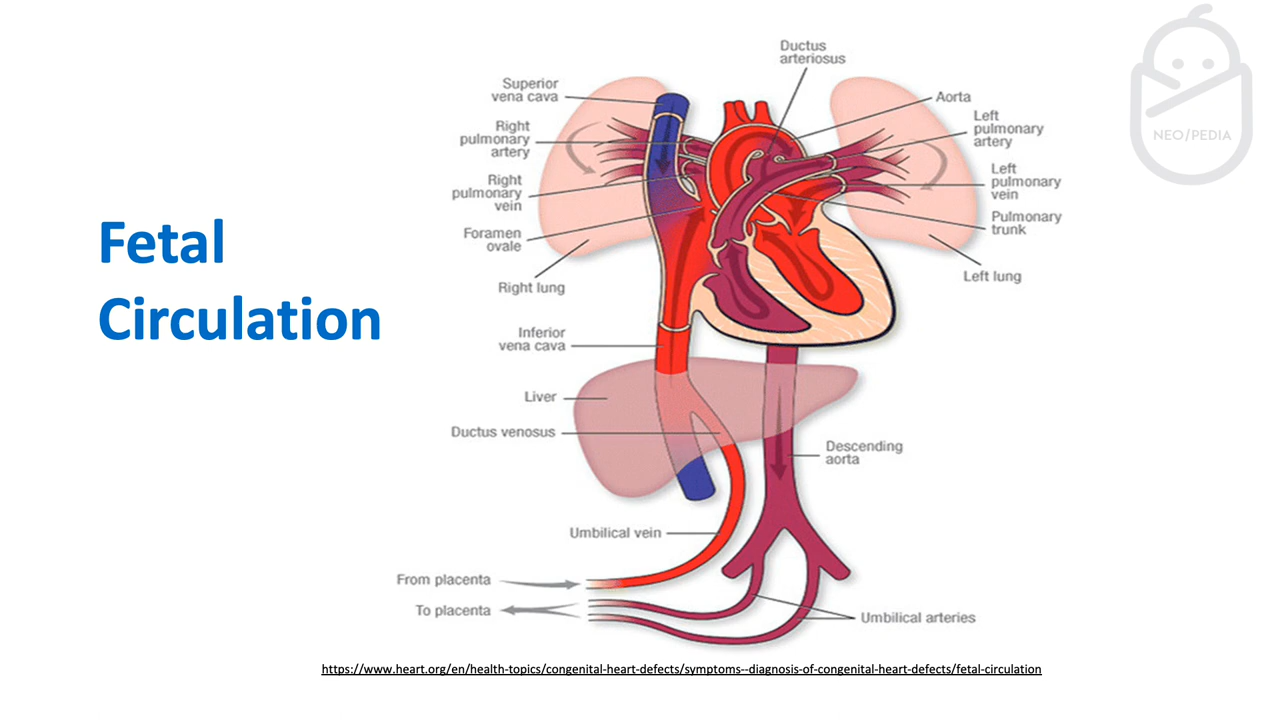 Fetal
Circulation
Ductus
arteriosus
Superior
vena cava
Right
pulmonary
artery
Right
pulmonary
vein
Foramen
ovale
Right lung
Inferior
vena cava
Liver
Ductus venosus
Umbilical vein
From placenta
To placenta
Aorta
Left
pulmonary
artery
Left
pulmonary
vein
Pulmonary
trunk
Left lung
Descending
aorta
Umbilical arteries
NEO/PEDIA
https://www.heart.org/en/health-topics/congenital-heart-defects/symptoms--diagnosis-of-congenital-heart-defects/fetal-circulation